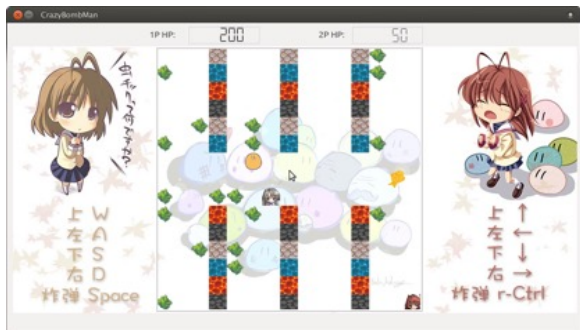 CrazyBombMan
1P HP: 200 2P HP: 50
上 W
左 A
下 S
右 D
炸弹 Space
上 ↑
左 ←
下 ↓
右 →
炸弹 r-Ctrl